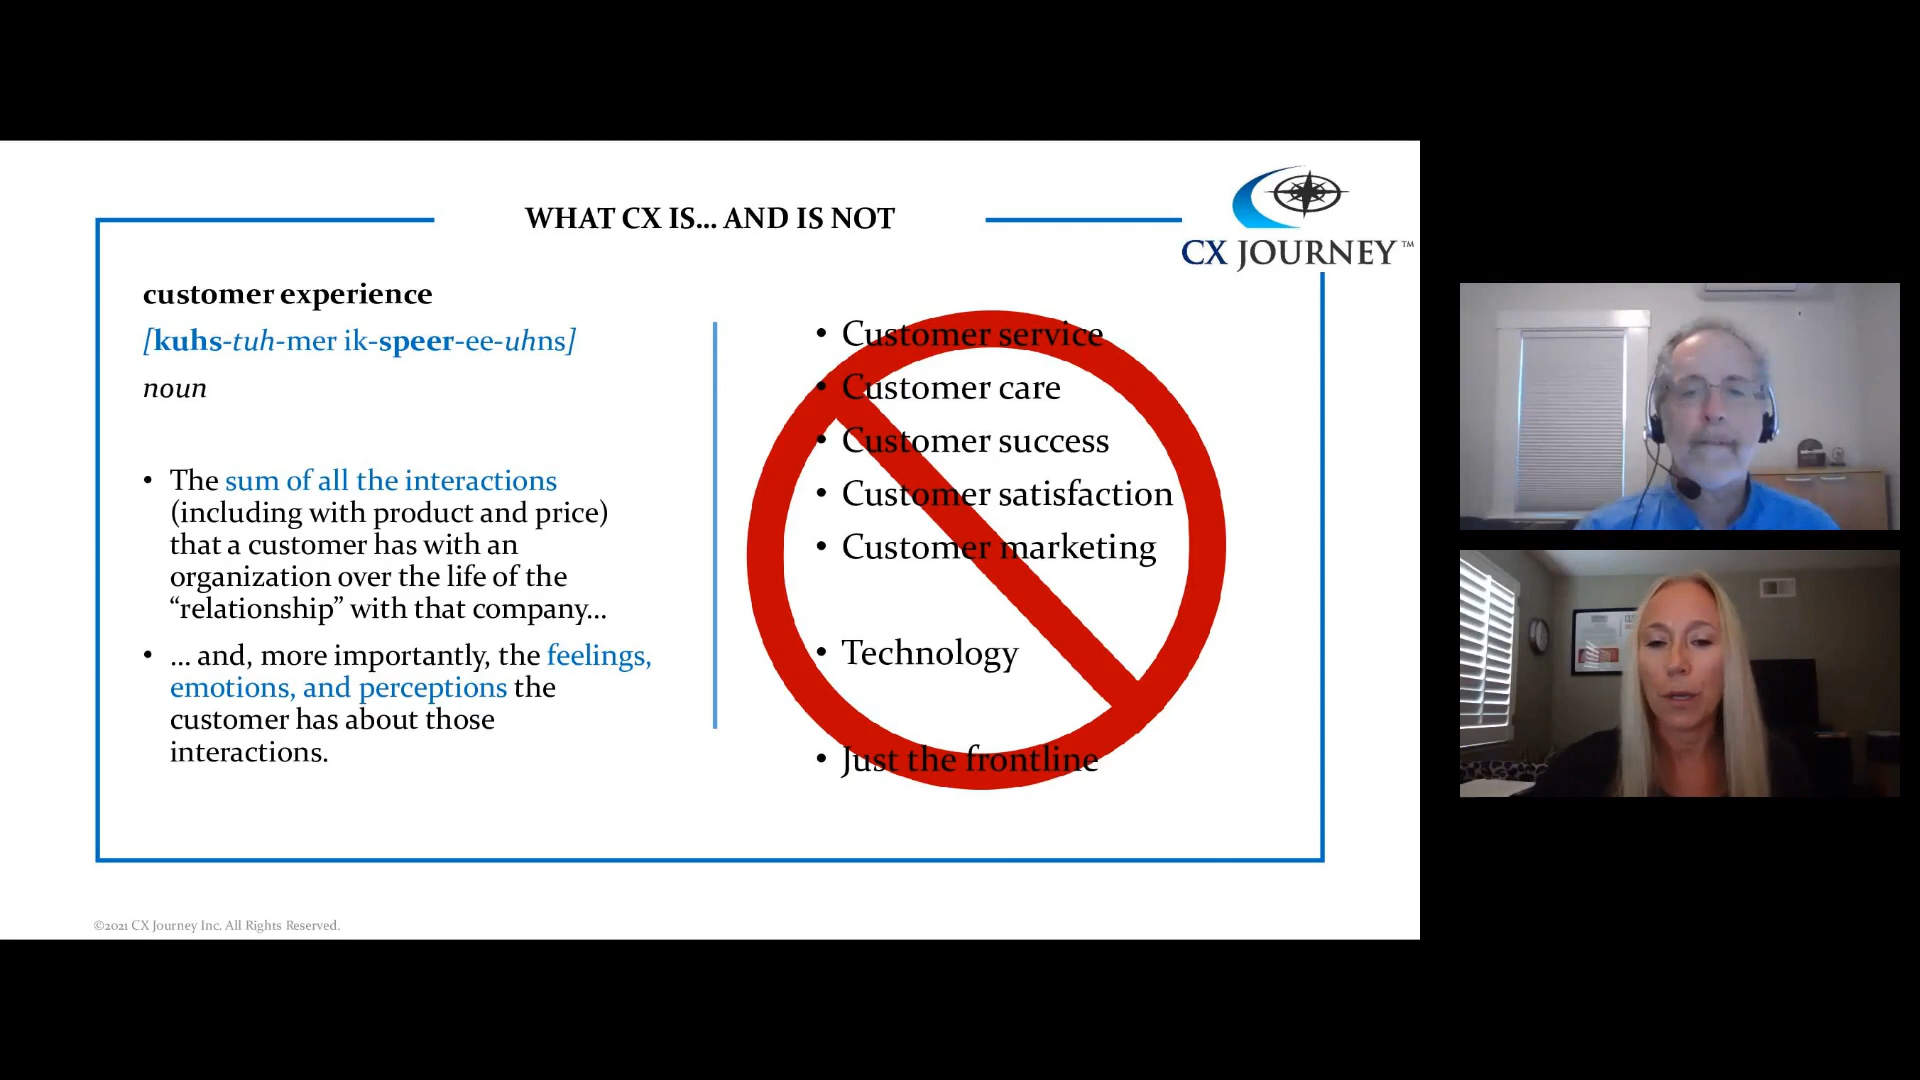 WHAT CX IS... AND IS NOT
CX JOURNEY™
customer experience
[kuhs-tuh-mer ik-speer-ee-uhns]
noun
• The sum of all the interactions
(including with product and price)
that a customer has with an
organization over the life of the
“relationship” with that company...
• ... and, more importantly, the feelings,
emotions, and perceptions the
customer has about those
interactions.
• Customer service
• Customer care
• Customer success
• Customer satisfaction
• Customer marketing
• Technology
• Just the frontline
©2021 CX Journey Inc. All Rights Reserved.